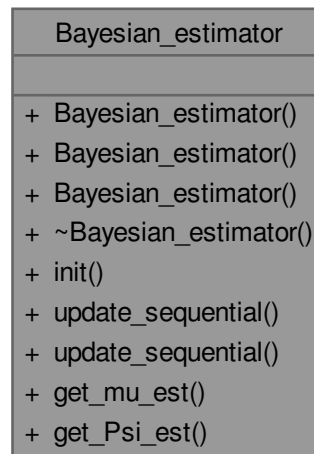 Bayesian_estimator
+ Bayesian_estimator()
+ Bayesian_estimator()
+ Bayesian_estimator()
+ ~Bayesian_estimator()
+ init()
+ update_sequential()
+ update_sequential()
+ get_mu_est()
+ get_Psi_est()